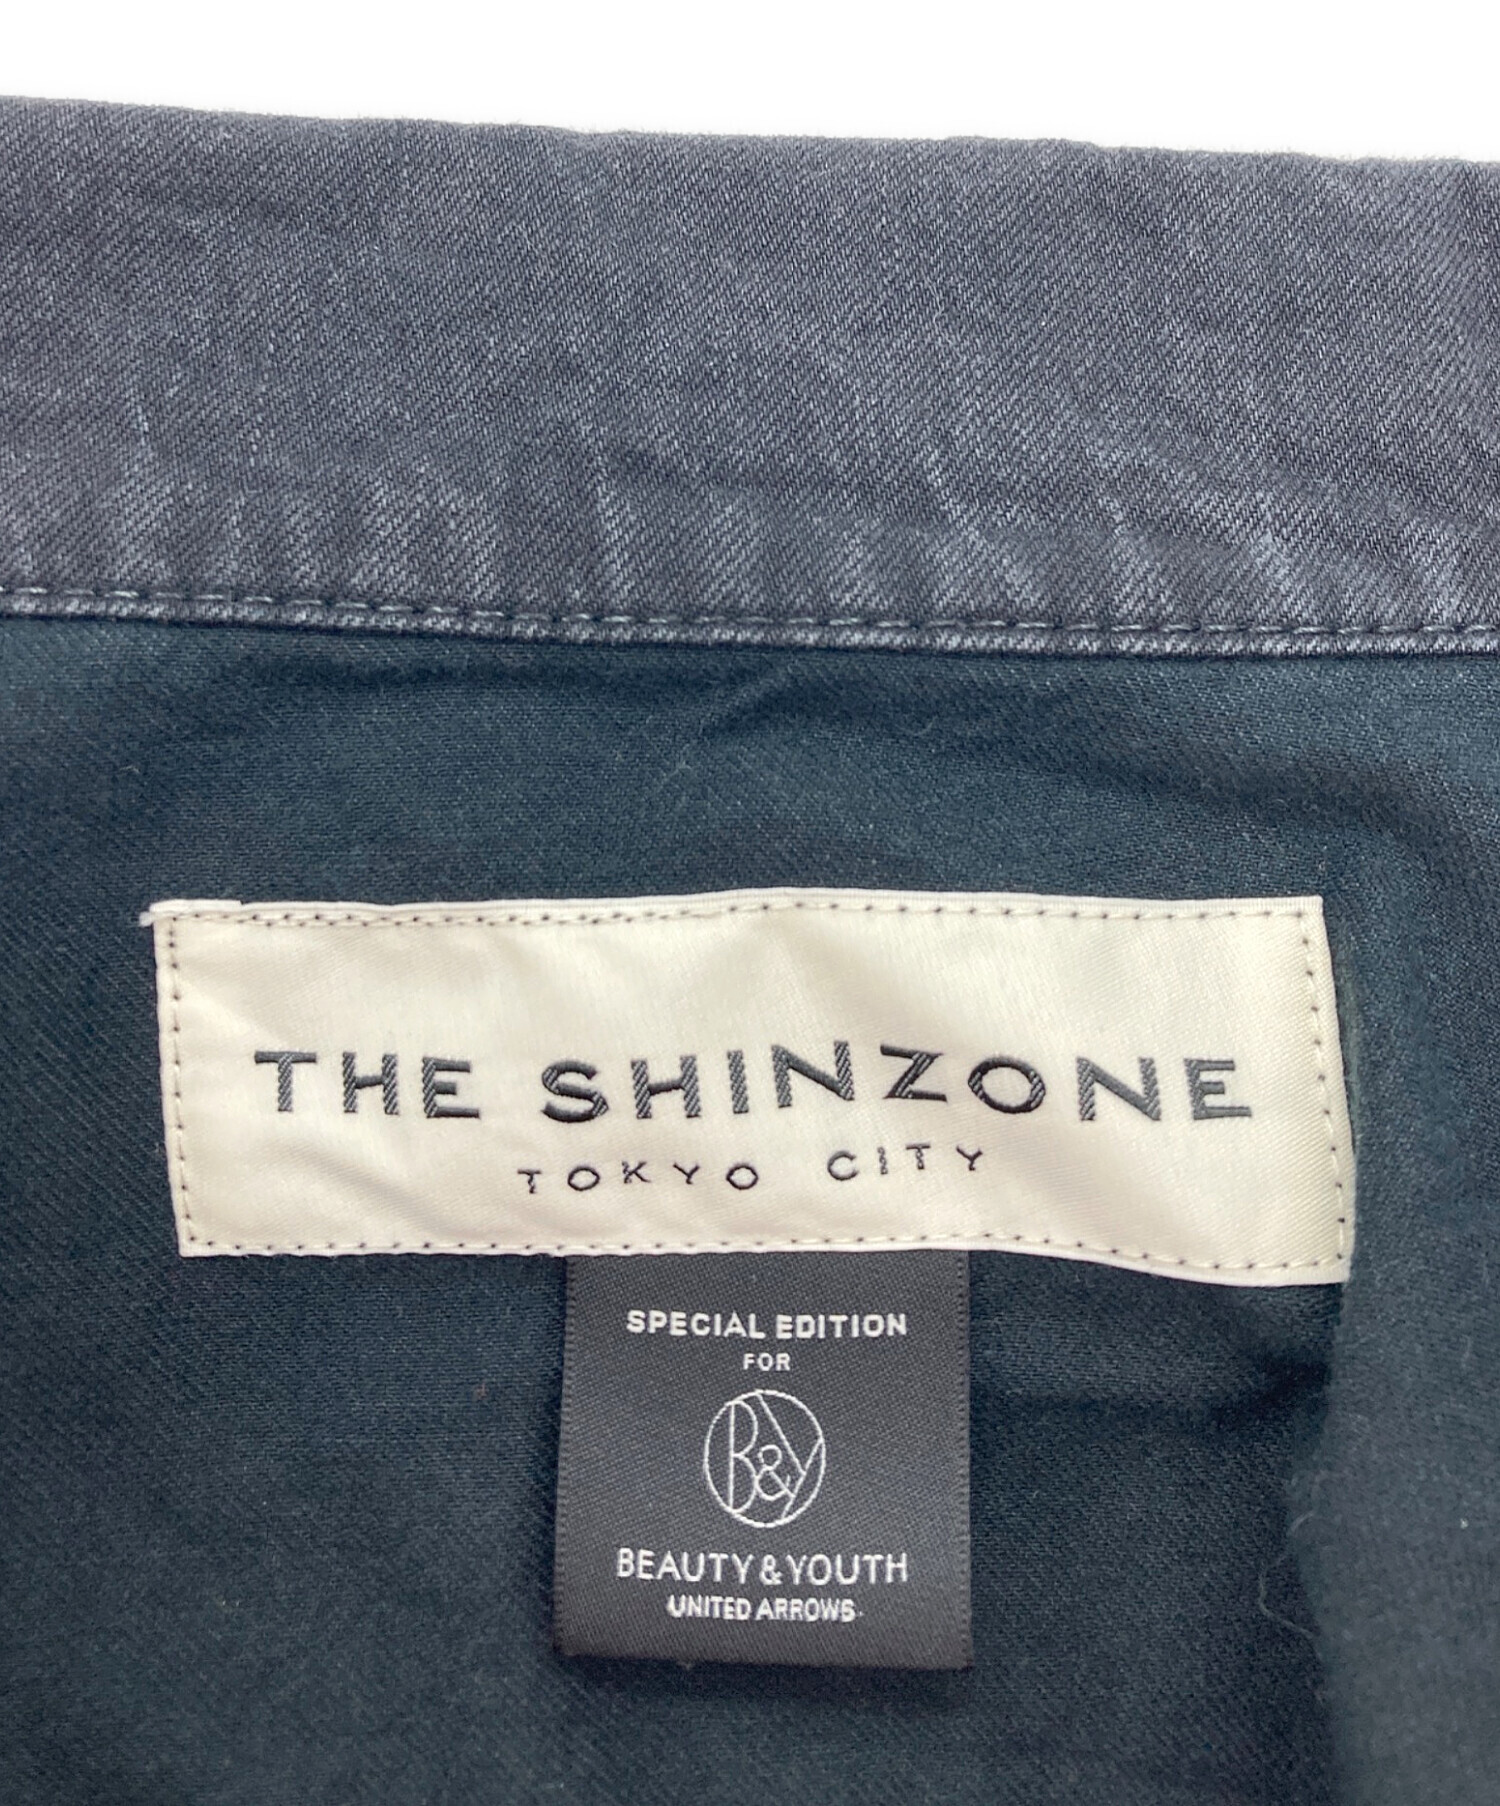 THE SHINZONE
TOKYO CITY
SPECIAL EDITION
FOR
B&Y
BEAUTY & YOUTH
UNITED ARROWS